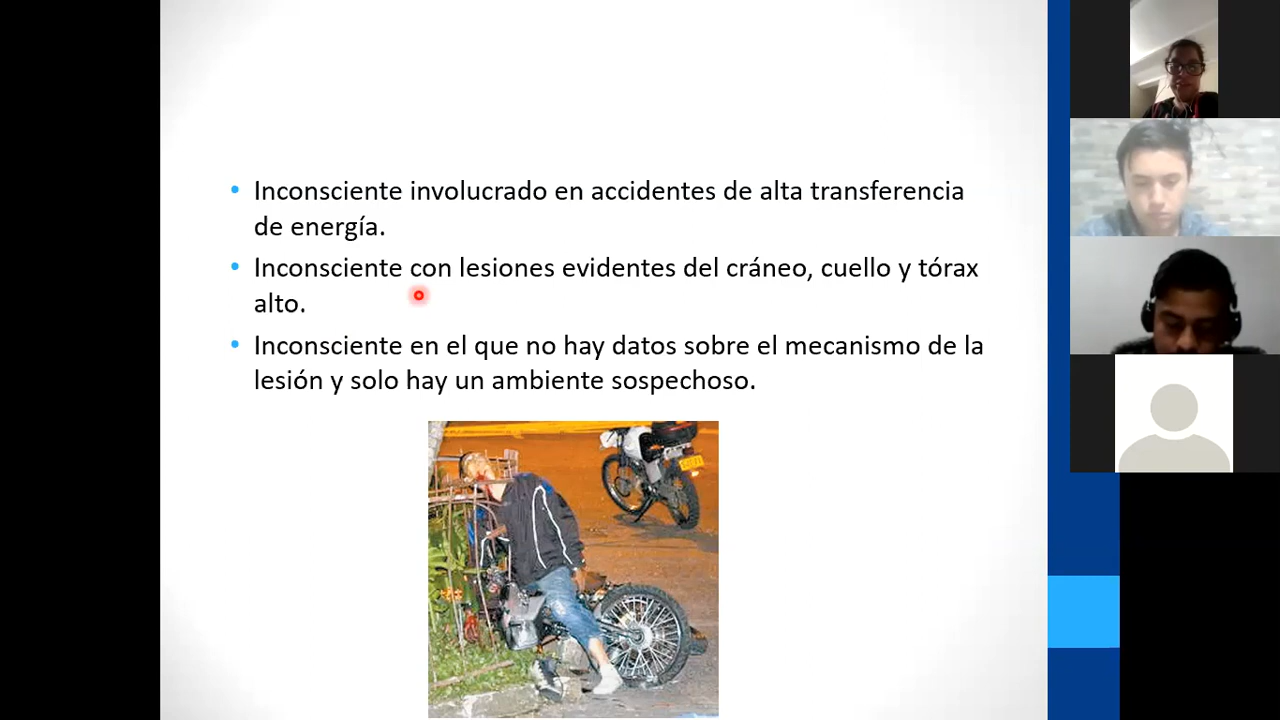 • Inconsciente involucrado en accidentes de alta transferencia
de energía.
• Inconsciente con lesiones evidentes del cráneo, cuello y tórax
alto.
• Inconsciente en el que no hay datos sobre el mecanismo de la
lesión y solo hay un ambiente sospechoso.